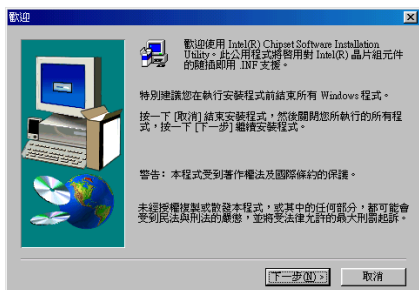 歡迎
歡迎使用 Intel(R) Chipset Software Installation
Utility。此公用程式將啓用對 Intel(R) 晶片組元件
的隨插即用 .INF 支援。
特別建議您在執行安裝程式前結束所有 Windows 程式。
按一下 [取消] 結束安裝程式，然後關閉您所執行的所有程
式，按一下 [下一步] 繼續安裝程式。
警告: 本程式受到著作權法及國際條約的保護。
未經授權複製或散發本程式，或其中的任何部分，都可能會
受到民法與刑法的嚴懲，並將受法律允許的最大刑罰起訴。
下一步(N) >
取消